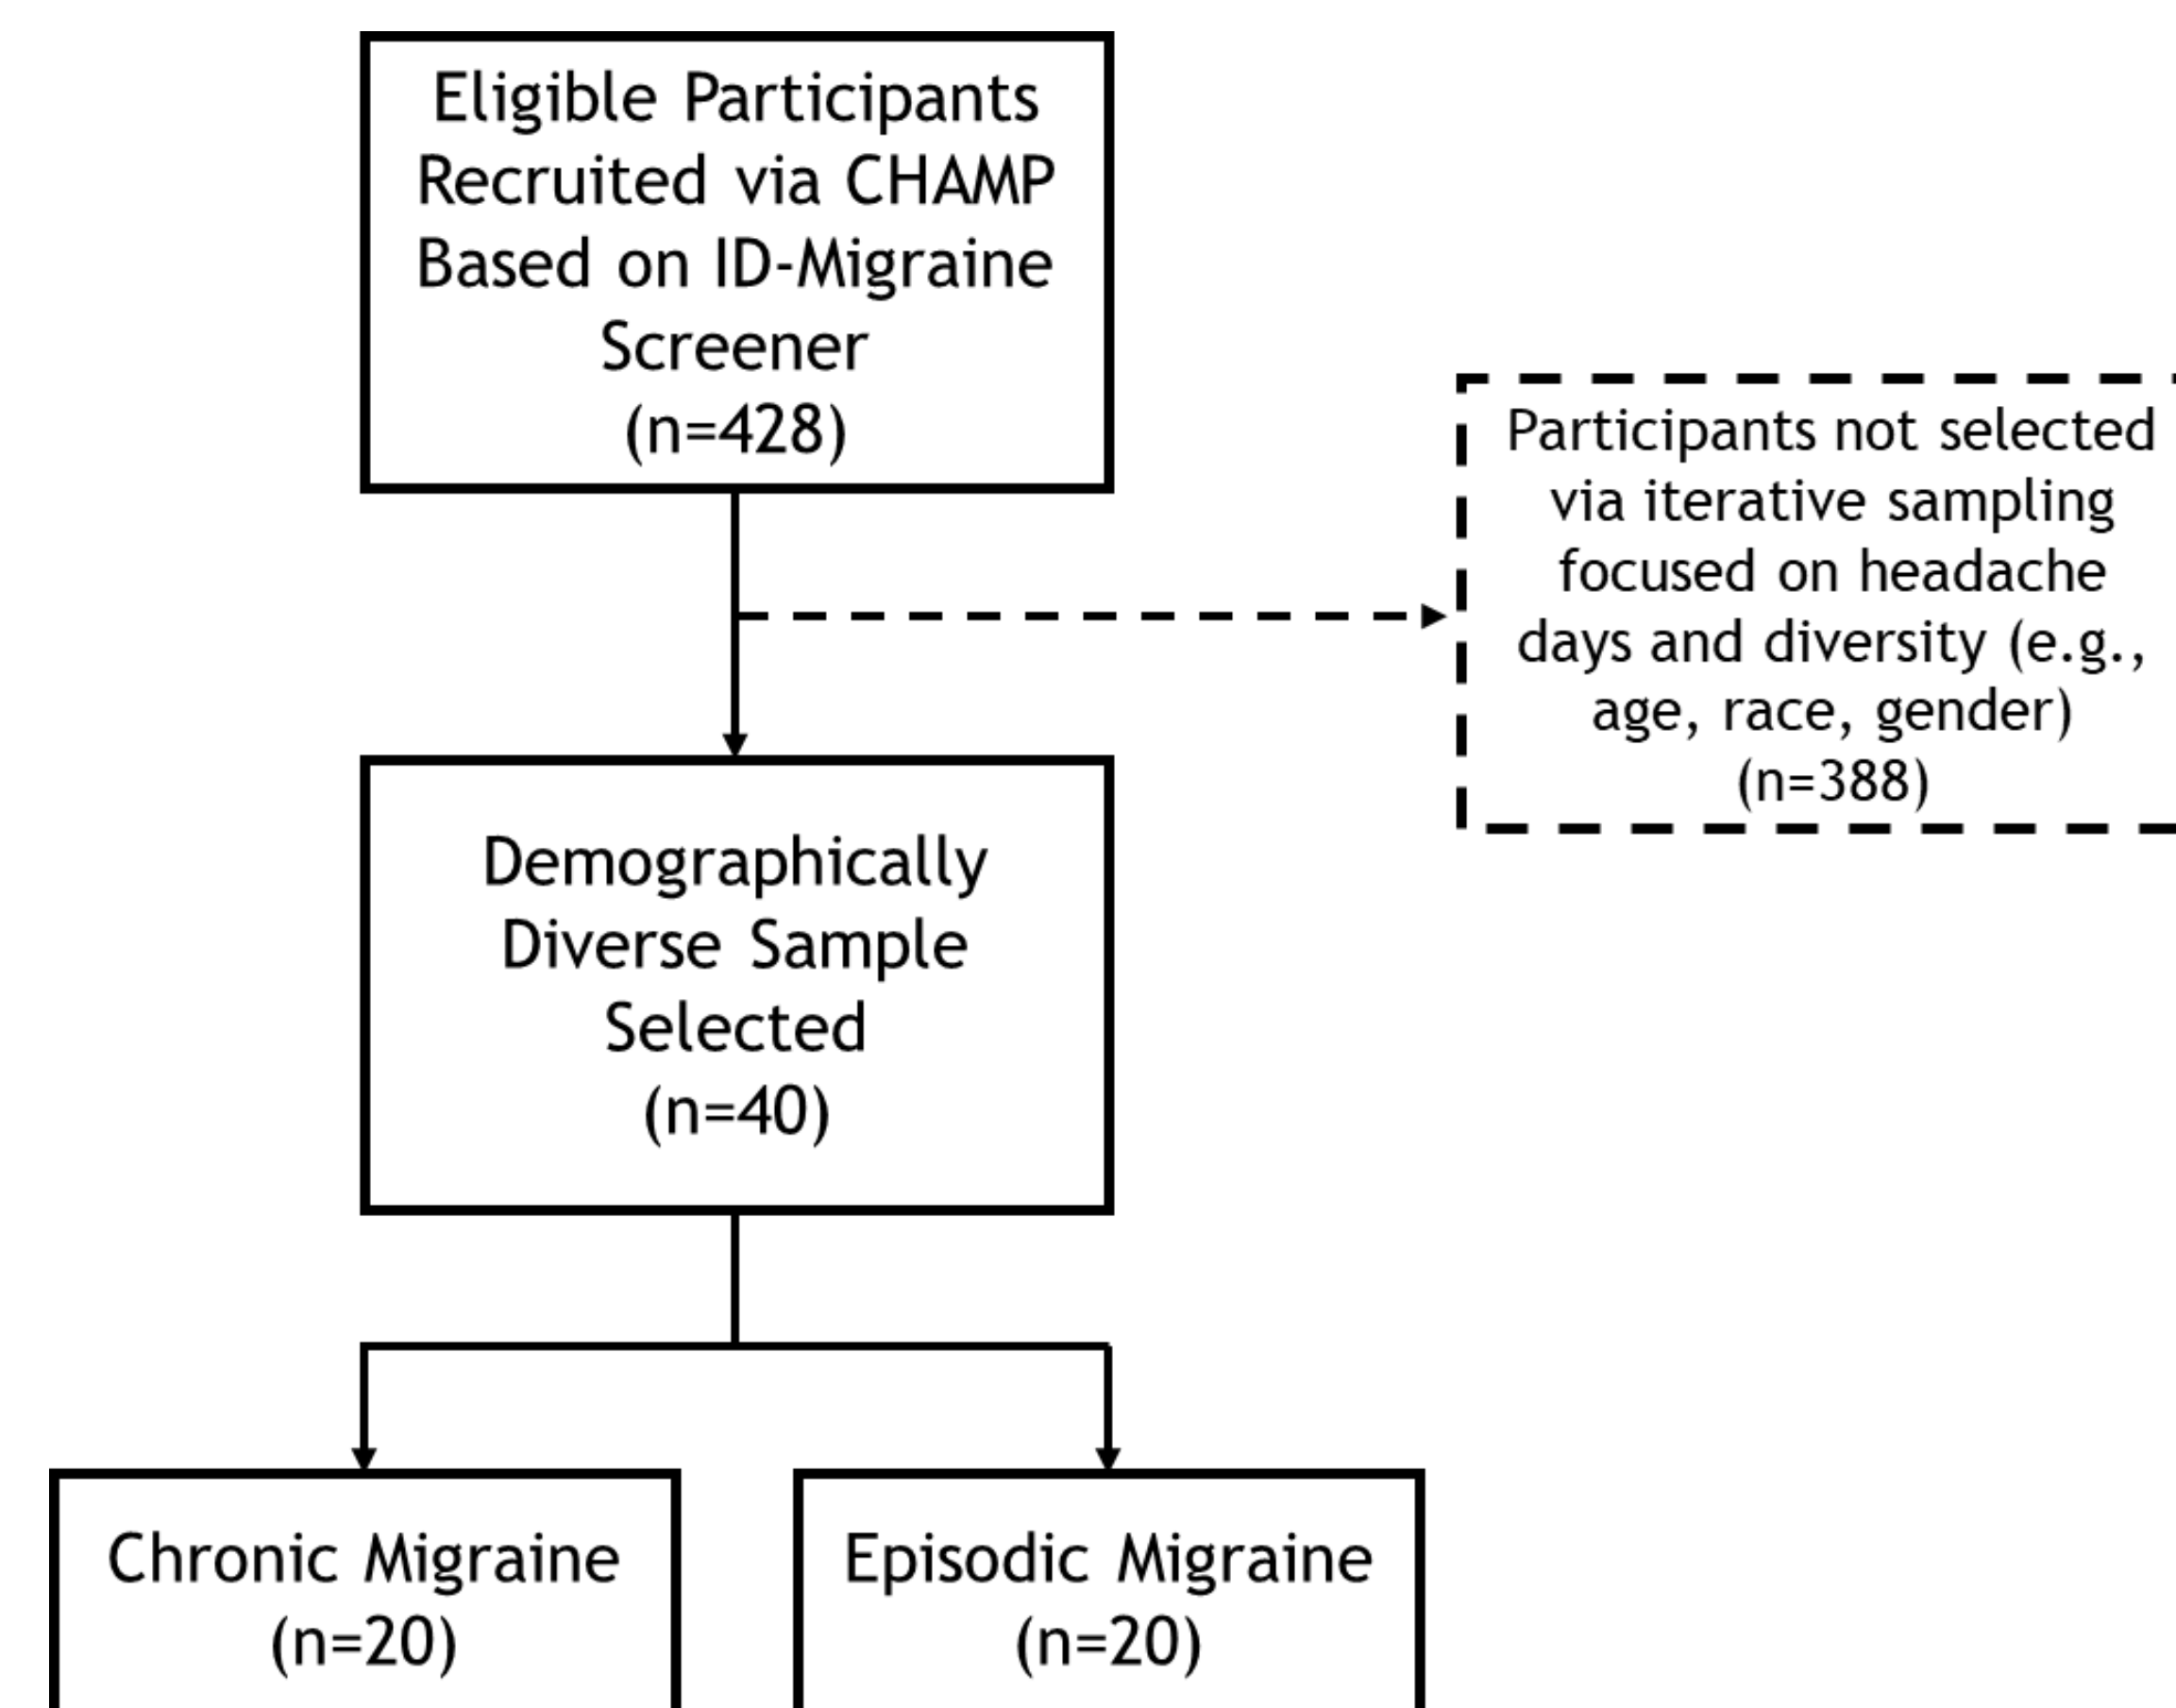 Eligible Participants
Recruited via CHAMP
Based on ID-Migraine
Screener
(n=428)
Participants not selected
via iterative sampling
focused on headache
days and diversity (e.g.,
age, race, gender)
(n=388)
Demographically
Diverse Sample
Selected
(n=40)
Chronic Migraine
(n=20)
Episodic Migraine
(n=20)